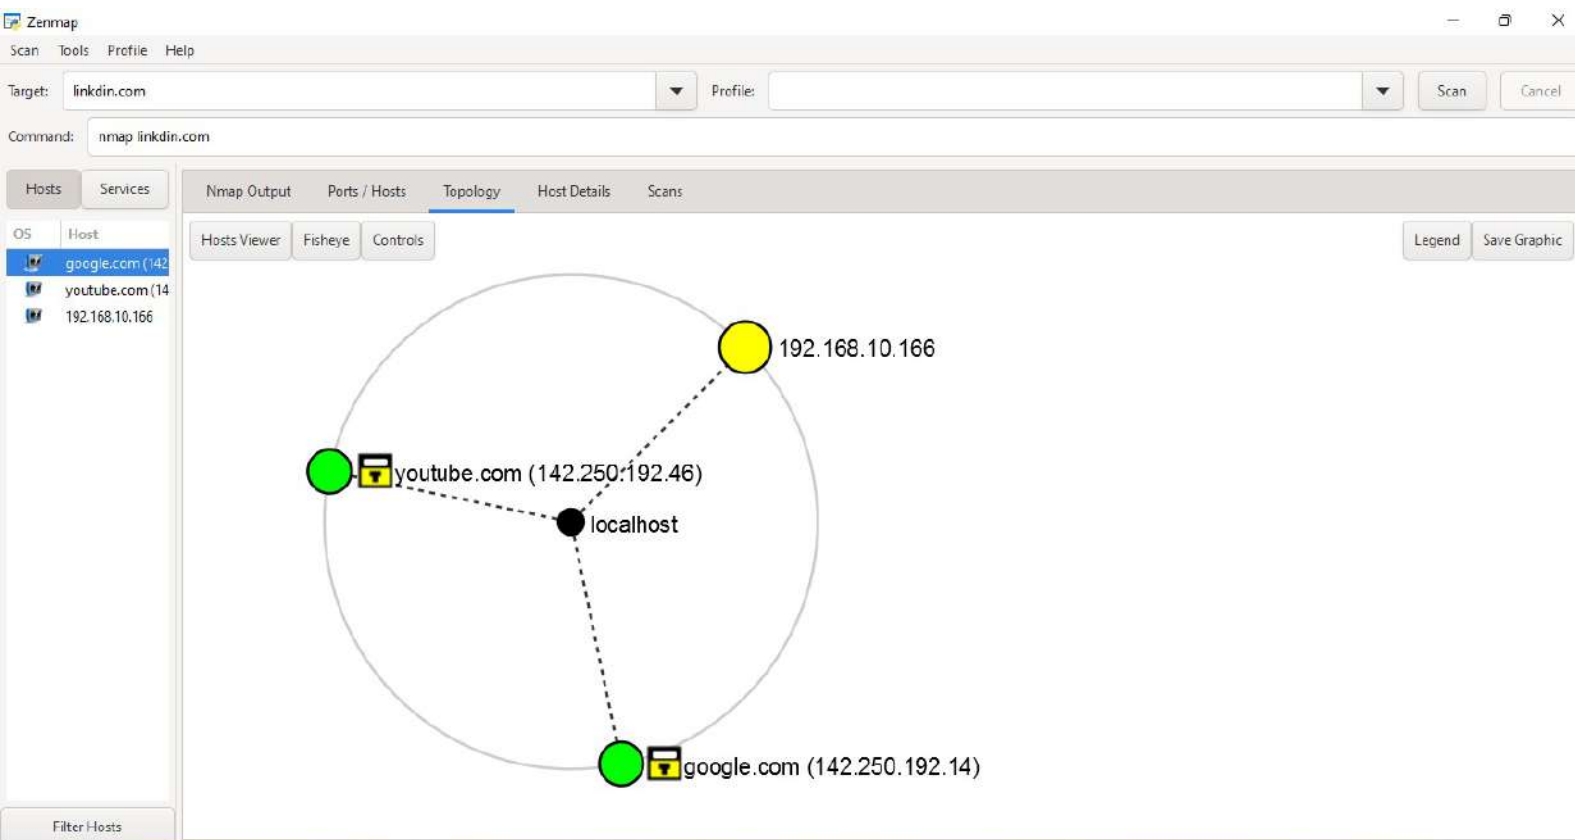 Zenmap
Scan Tools Profile Help
Target: linkdin.com Profile: Scan Cancel
Command: nmap linkdin.com
Hosts Services Nmap Output Ports / Hosts Topology Host Details Scans
OS Host Hosts Viewer Fisheye Controls Legend Save Graphic
google.com (142
youtube.com (14
192.168.10.166
192.168.10.166
youtube.com (142.250.192.46)
localhost
google.com (142.250.192.14)
Filter Hosts